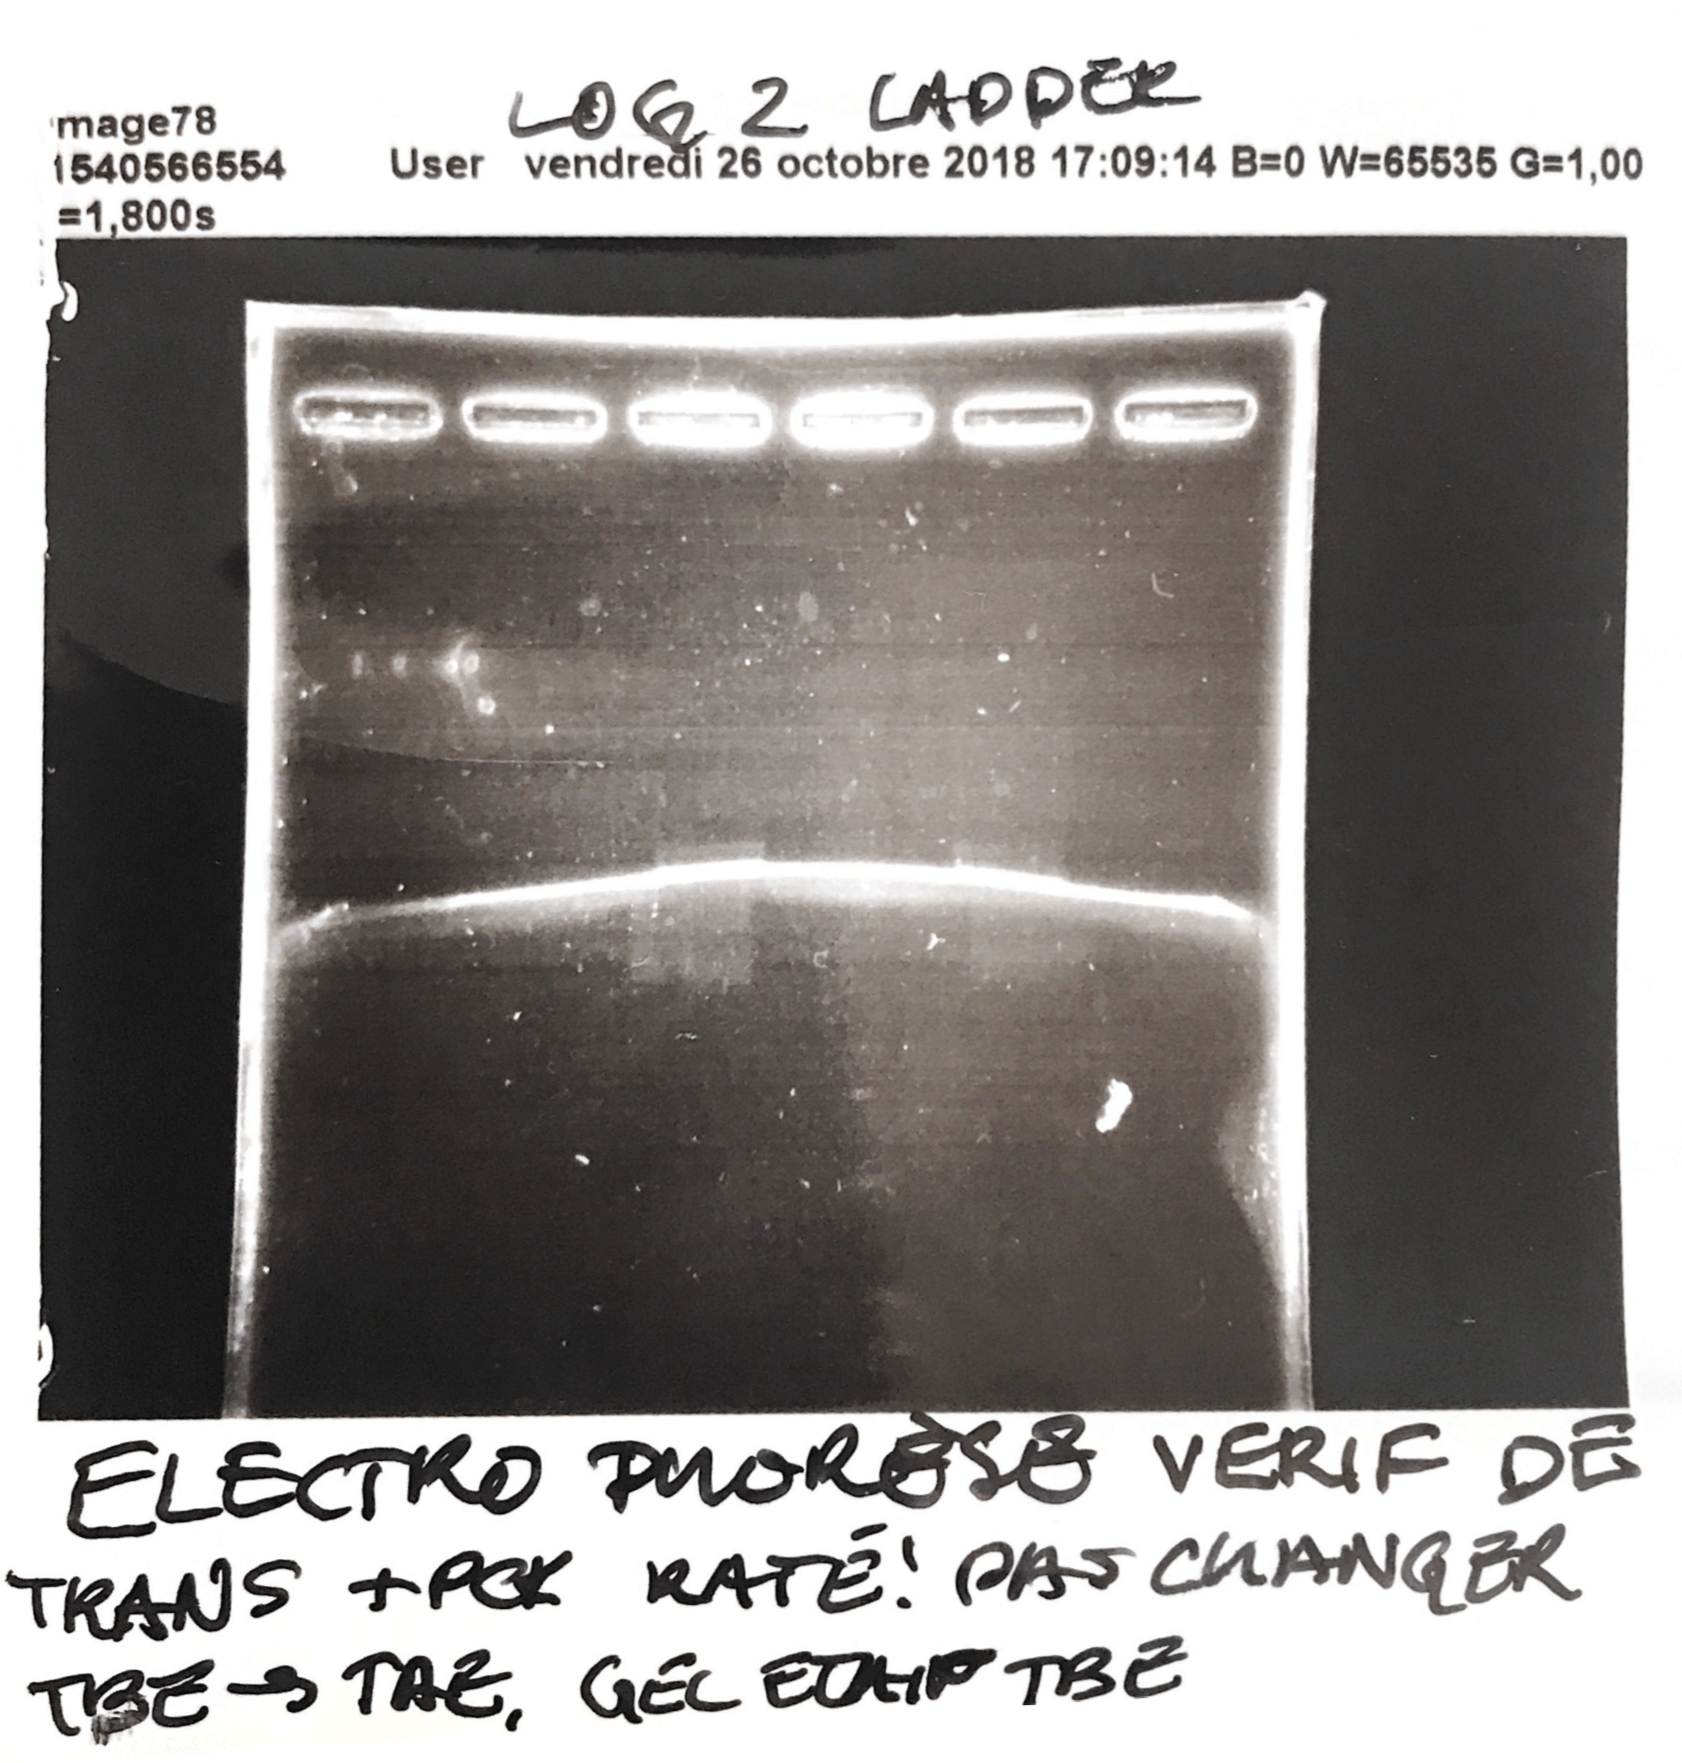 LOG 2 LADDER
mage78
1540566554 User vendredi 26 octobre 2018 17:09:14 B=0 W=65535 G=1,00
=1,800s
ELECTRO PHORÈSE VERIF DE
TRANS + PCR RATÉ! PAS CHANGER
TBE → TAE, GEL ETAIT TBE